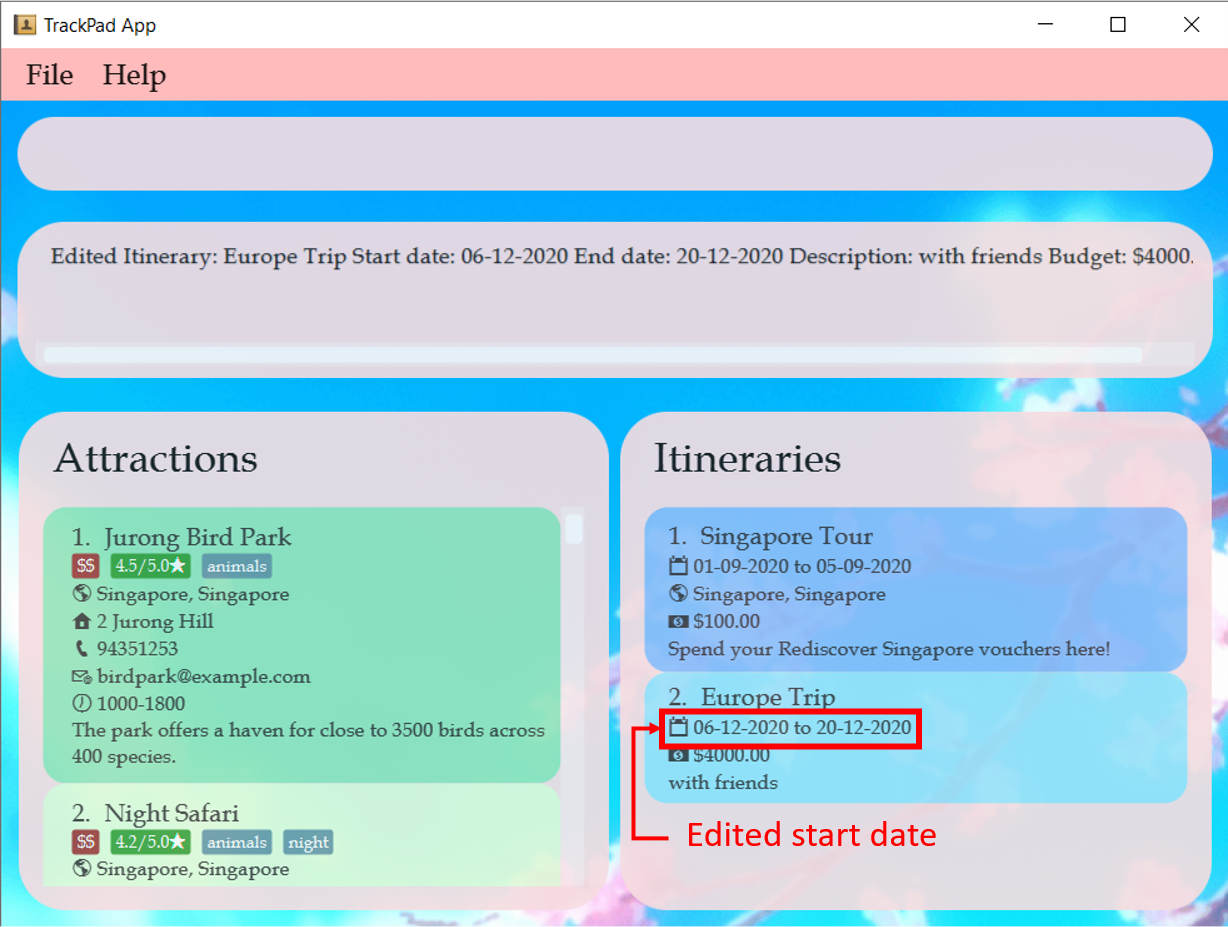 TrackPad App
File Help
Edited Itinerary: Europe Trip Start date: 06-12-2020 End date: 20-12-2020 Description: with friends Budget: $4000.
Attractions
1. Jurong Bird Park
$$ 4.5/5.0★ animals
Singapore, Singapore
2 Jurong Hill
94351253
birdpark@example.com
1000-1800
The park offers a haven for close to 3500 birds across
400 species.
2. Night Safari
$$ 4.2/5.0★ animals night
Singapore, Singapore
Itineraries
1. Singapore Tour
01-09-2020 to 05-09-2020
Singapore, Singapore
$100.00
Spend your Rediscover Singapore vouchers here!
2. Europe Trip
06-12-2020 to 20-12-2020
$4000.00
with friends
Edited start date